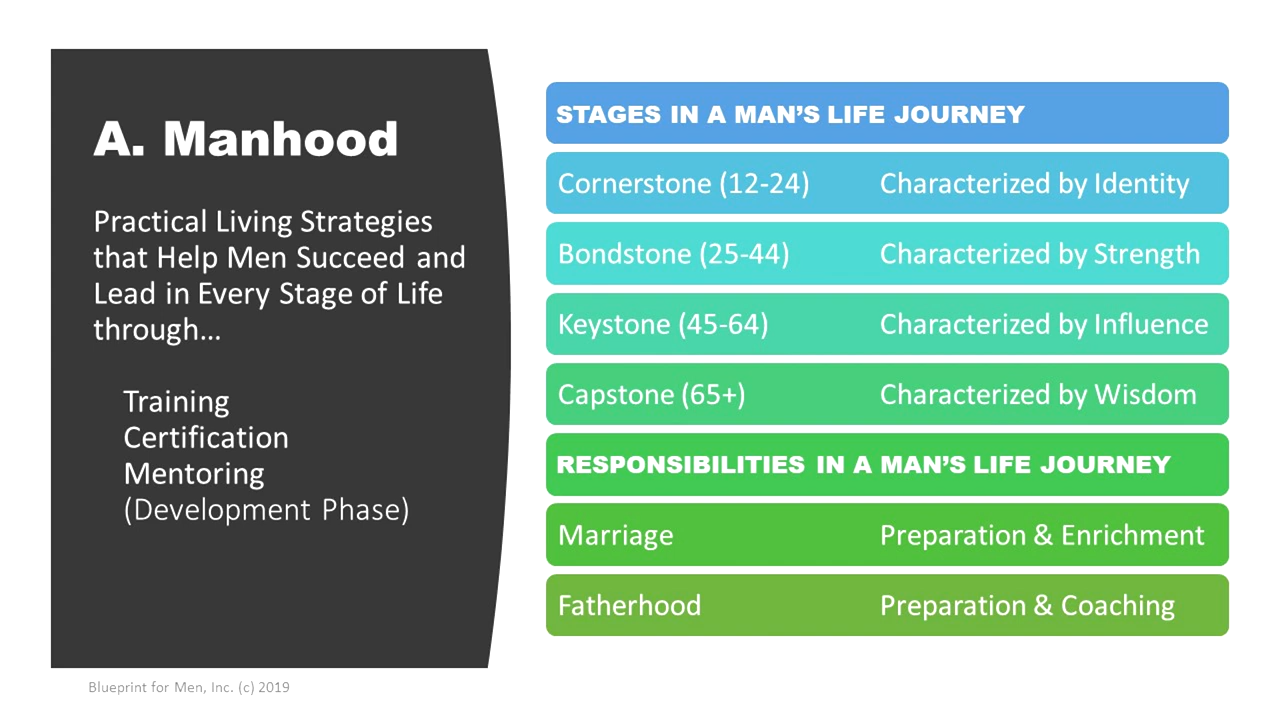 A. Manhood
Practical Living Strategies
that Help Men Succeed and
Lead in Every Stage of Life
through...
Training
Certification
Mentoring
(Development Phase)
STAGES IN A MAN’S LIFE JOURNEY
Cornerstone (12-24) Characterized by Identity
Bondstone (25-44) Characterized by Strength
Keystone (45-64) Characterized by Influence
Capstone (65+) Characterized by Wisdom
RESPONSIBILITIES IN A MAN’S LIFE JOURNEY
Marriage Preparation & Enrichment
Fatherhood Preparation & Coaching
Blueprint for Men, Inc. (c) 2019